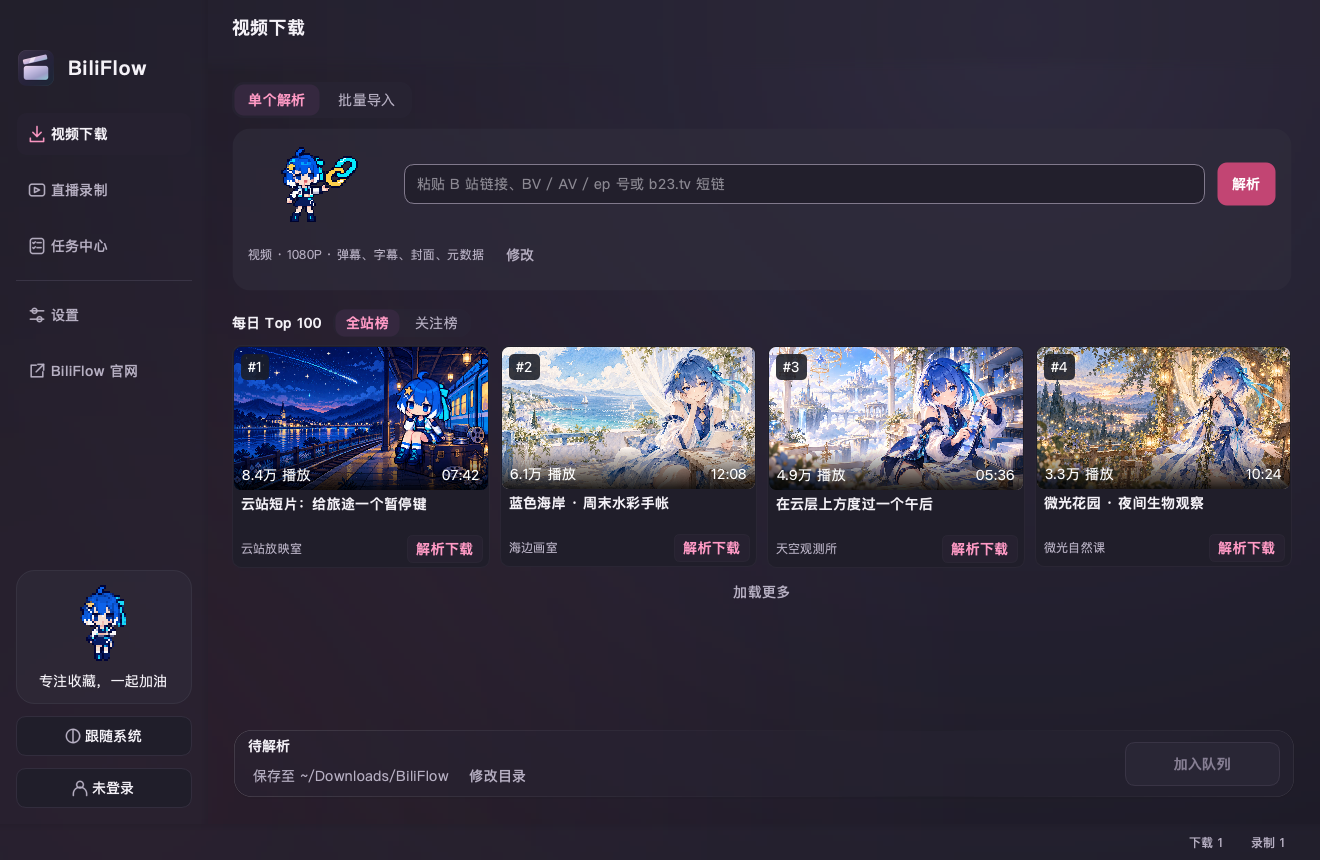 视频下载
BiliFlow
单个解析 批量导入
视频下载
直播录制
任务中心
设置
BiliFlow 官网
粘贴 B 站链接、BV / AV / ep 号或 b23.tv 短链
解析
视频 · 1080P · 弹幕、字幕、封面、元数据 修改
每日 Top 100 全站榜 关注榜
#1
8.4万 播放 07:42
云站短片：给旅途一个暂停键
云站放映室 解析下载
#2
6.1万 播放 12:08
蓝色海岸 · 周末水彩手帐
海边画室 解析下载
#3
4.9万 播放 05:36
在云层上方度过一个午后
天空观测所 解析下载
#4
3.3万 播放 10:24
微光花园 · 夜间生物观察
微光自然课 解析下载
加载更多
专注收藏，一起加油
跟随系统
未登录
待解析
保存至 ~/Downloads/BiliFlow 修改目录
加入队列
下载 1 录制 1